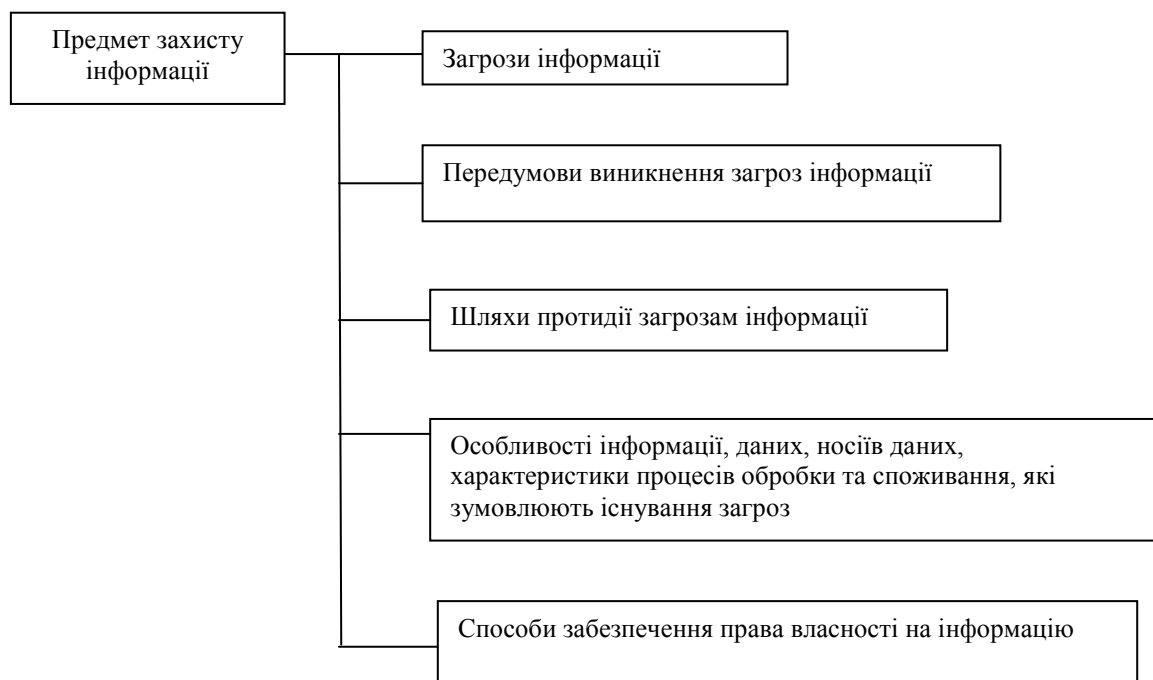 Предмет захисту
інформації
Загрози інформації
Передумови виникнення загроз інформації
Шляхи протидії загрозам інформації
Особливості інформації, даних, носіїв даних,
характеристики процесів обробки та споживання, які
зумовлюють існування загроз
Способи забезпечення права власності на інформацію